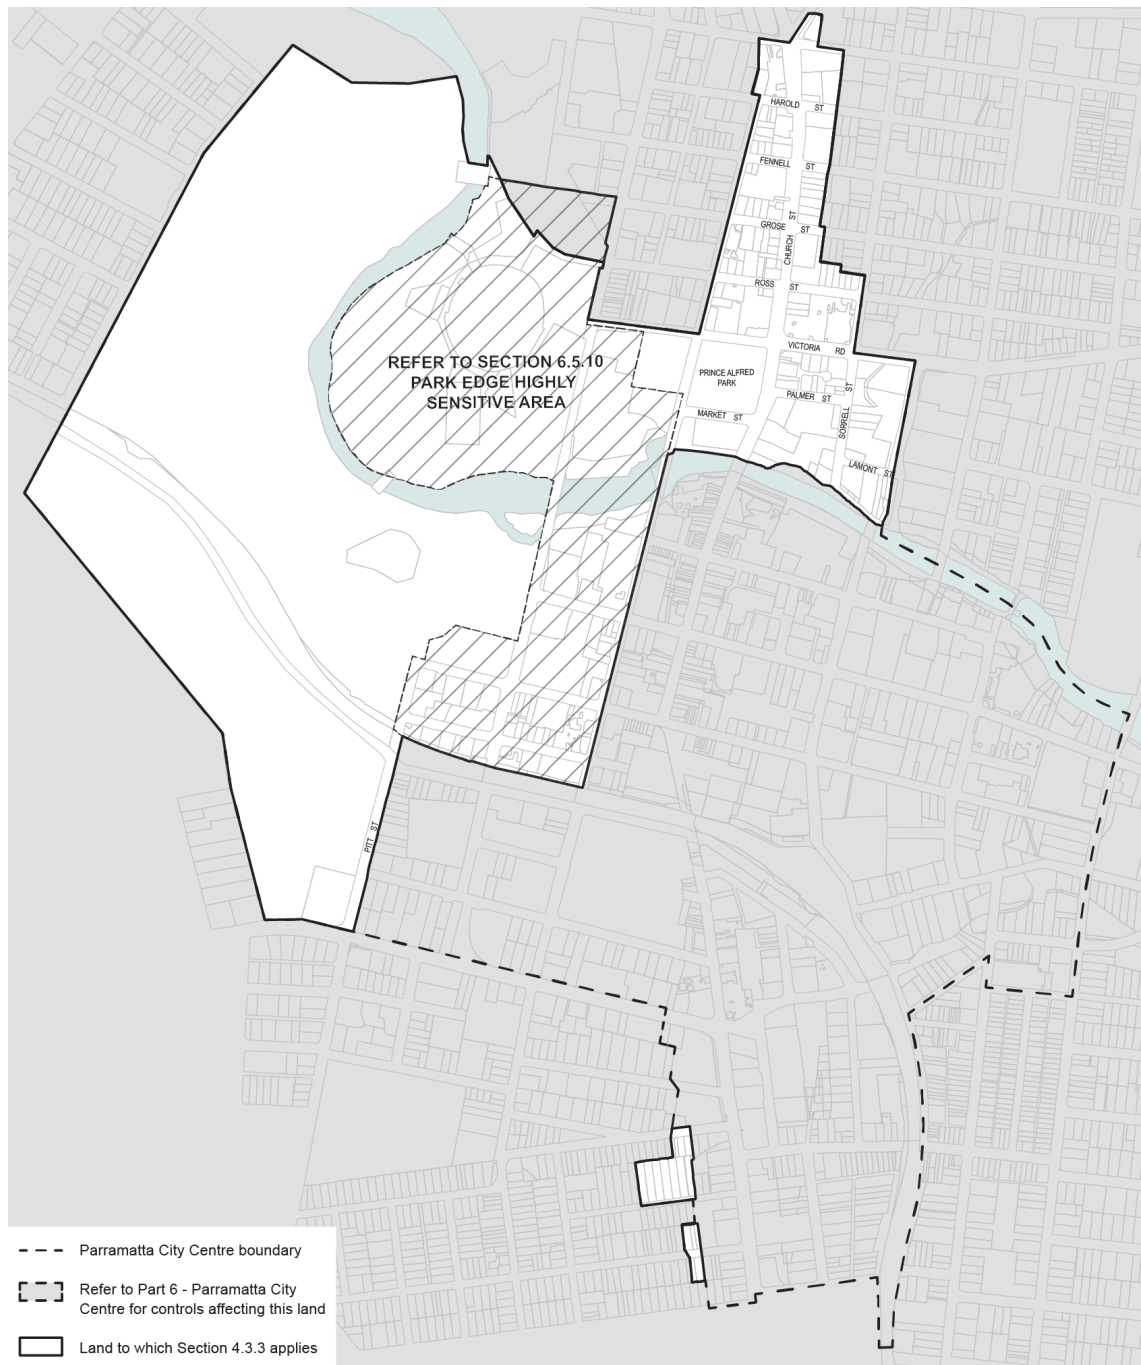 HAROLD ST
FENNELL ST
GROSE ST
CHURCH ST
ROSS ST
VICTORIA RD
REFER TO SECTION 6.5.10
PARK EDGE HIGHLY
SENSITIVE AREA
PRINCE ALFRED
PARK
PALMER ST
MARKET ST
SORRELL ST
LAMONT ST
PITT ST
Parramatta City Centre boundary
Refer to Part 6 - Parramatta City
Centre for controls affecting this land
Land to which Section 4.3.3 applies